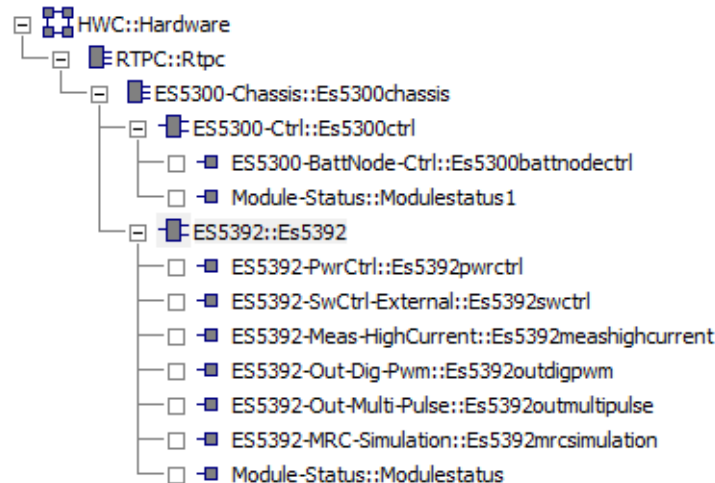 HWC::Hardware
RTPC::Rtpc
ES5300-Chassis::Es5300chassis
ES5300-Ctrl::Es5300ctrl
ES5300-BattNode-Ctrl::Es5300battnodectrl
Module-Status::Modulestatus1
ES5392::Es5392
ES5392-PwrCtrl::Es5392pwrctrl
ES5392-SwCtrl-External::Es5392swctrl
ES5392-Meas-HighCurrent::Es5392meashighcurrent
ES5392-Out-Dig-Pwm::Es5392outdigpwm
ES5392-Out-Multi-Pulse::Es5392outmultipulse
ES5392-MRC-Simulation::Es5392mrcsimulation
Module-Status::Modulestatus